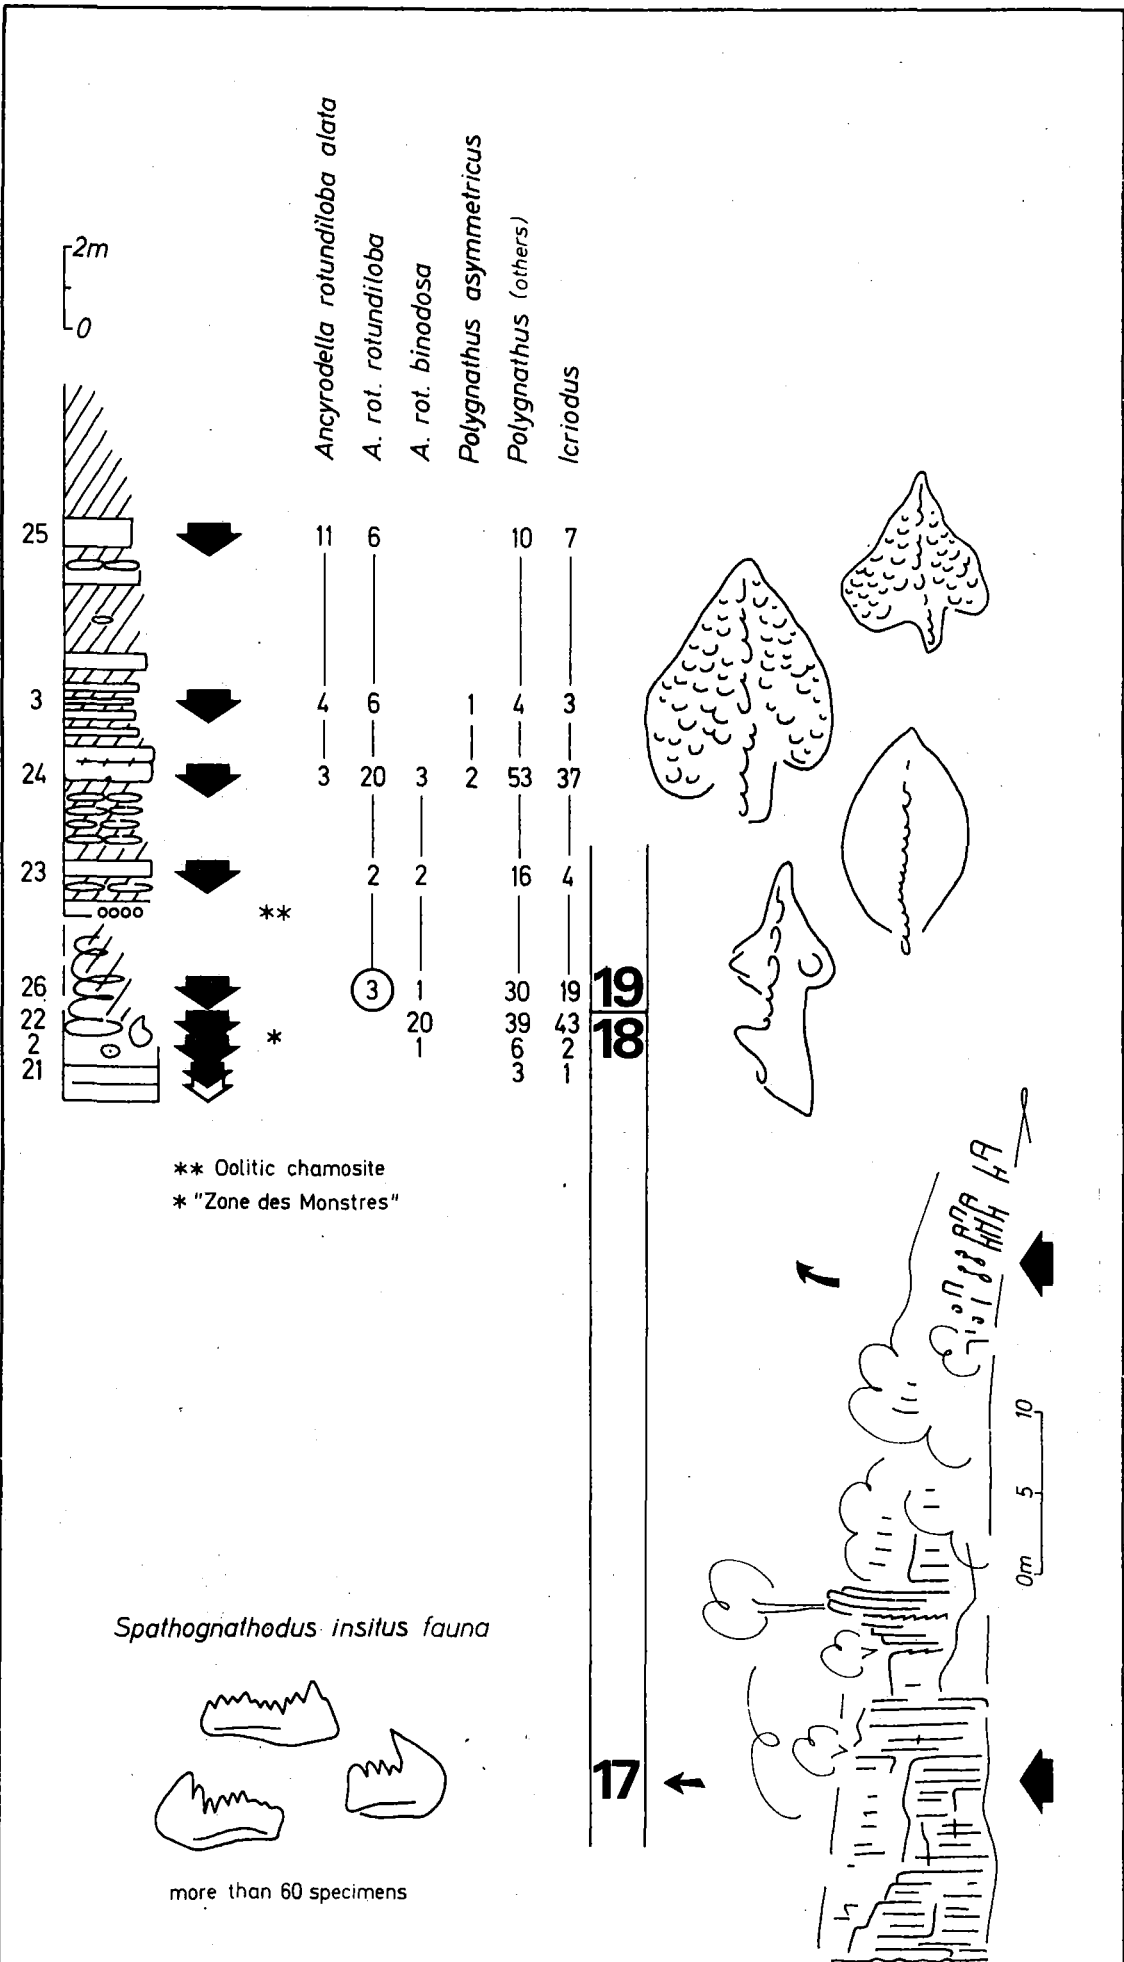 2m
0
Ancyrodella rotundiloba alata
A. rot. rotundiloba
A. rot. binodosa
Polygnathus asymmetricus
Polygnathus (others)
Icriodus
25 11 6 10 7
3 4 6 1 4 3
24 3 20 3 2 53 37
23 2 2 16 4
**
26 3 1 30 19 19
22 20 39 43 18
2 * 1 6 2
21 3 1
** Oolitic chamosite
* "Zone des Monstres"
10
5
0m
Spathognathodus insitus fauna
17
more than 60 specimens